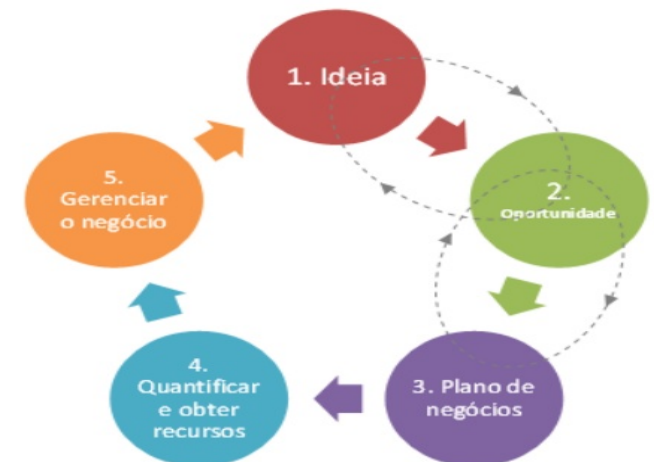 1. Ideia
2.
Oportunidade
3. Plano de
negócios
4.
Quantificar
e obter
recursos
5.
Gerenciar
o negócio